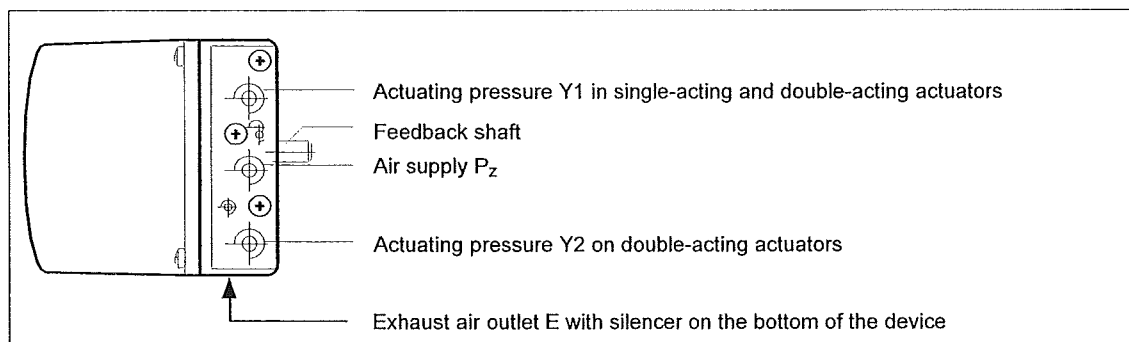 Actuating pressure Y1 in single-acting and double-acting actuators
Feedback shaft
Air supply Pz
Actuating pressure Y2 on double-acting actuators
Exhaust air outlet E with silencer on the bottom of the device